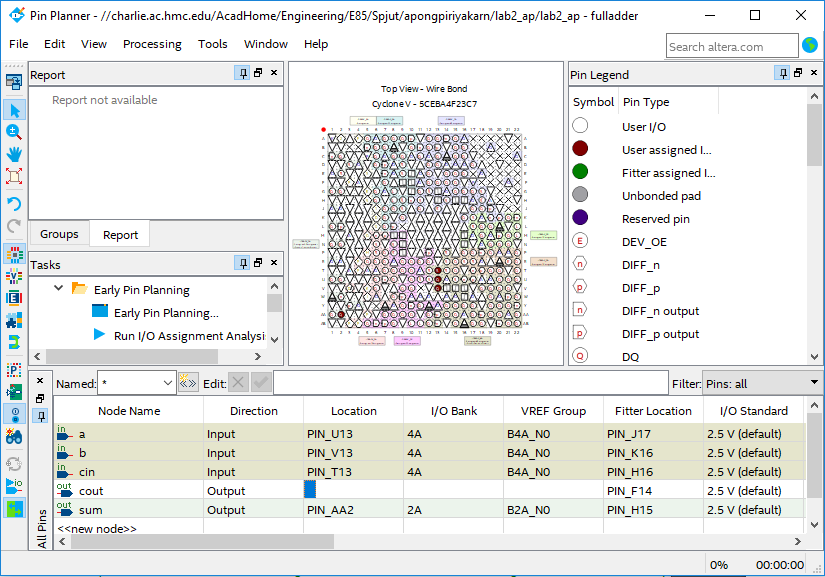 Pin Planner - //charlie.ac.hmc.edu/AcadHome/Engineering/E85/Spjut/apongpiriyakarn/lab2_ap/lab2_ap - fulladder
File Edit View Processing Tools Window Help
Search altera.com
Report
Report not available
Groups Report
Tasks
Early Pin Planning
Early Pin Planning...
Run I/O Assignment Analysi
Top View - Wire Bond
Cyclone V - 5CEBA4F23C7
Pin Legend
Symbol Pin Type
User I/O
User assigned I...
Fitter assigned I...
Unbonded pad
Reserved pin
E DEV_OE
n DIFF_n
p DIFF_p
n DIFF_n output
p DIFF_p output
Q DQ
Named: * Edit: Filter: Pins: all
Node Name Direction Location I/O Bank VREF Group Fitter Location I/O Standard
in a Input PIN_U13 4A B4A_N0 PIN_J17 2.5 V (default)
in b Input PIN_V13 4A B4A_N0 PIN_K16 2.5 V (default)
in cin Input PIN_T13 4A B4A_N0 PIN_H16 2.5 V (default)
out cout Output PIN_F14 2.5 V (default)
out sum Output PIN_AA2 2A B2A_N0 PIN_H15 2.5 V (default)
<<new node>>
All Pins
0% 00:00:00